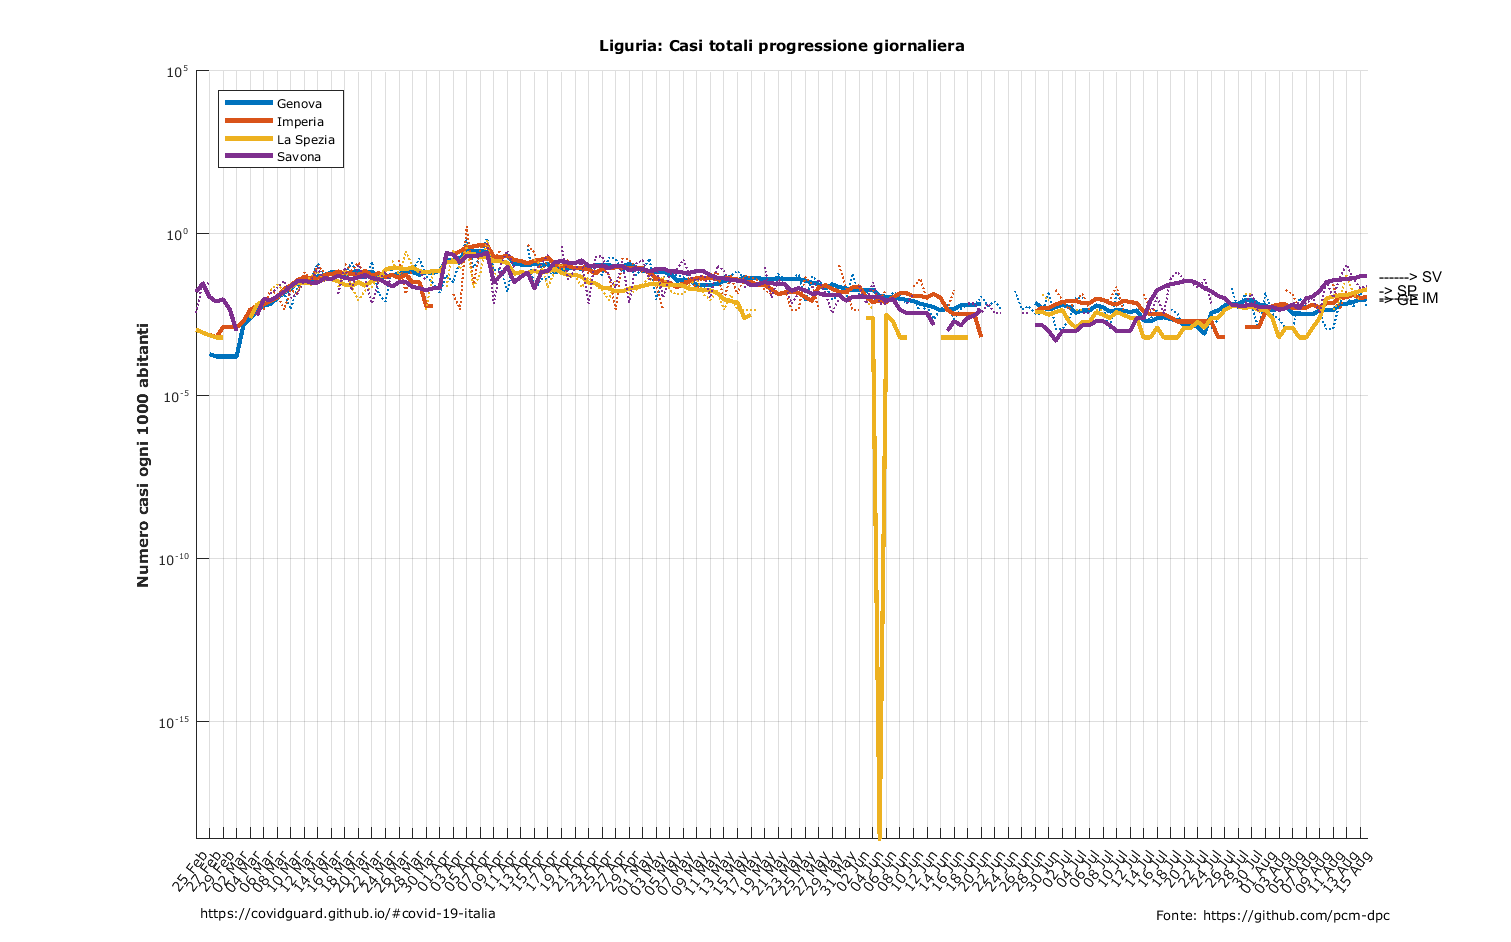 Liguria: Casi totali progressione giornaliera
10^5
10^0
10^-5
10^-10
10^-15
Numero casi ogni 1000 abitanti
Genova
Imperia
La Spezia
Savona
------> SV
-> SP
IM
-> GE
25 Feb
27 Feb
29 Feb
02 Mar
04 Mar
06 Mar
08 Mar
10 Mar
12 Mar
14 Mar
16 Mar
18 Mar
20 Mar
22 Mar
24 Mar
26 Mar
28 Mar
30 Mar
01 Apr
03 Apr
05 Apr
07 Apr
09 Apr
11 Apr
13 Apr
15 Apr
17 Apr
19 Apr
21 Apr
23 Apr
25 Apr
27 Apr
29 Apr
01 May
03 May
05 May
07 May
09 May
11 May
13 May
15 May
17 May
19 May
21 May
23 May
25 May
27 May
29 May
31 May
02 Jun
04 Jun
06 Jun
08 Jun
10 Jun
12 Jun
14 Jun
16 Jun
18 Jun
20 Jun
22 Jun
24 Jun
26 Jun
28 Jun
30 Jun
02 Jul
04 Jul
06 Jul
08 Jul
10 Jul
12 Jul
14 Jul
16 Jul
18 Jul
20 Jul
22 Jul
24 Jul
26 Jul
28 Jul
30 Jul
01 Aug
03 Aug
05 Aug
07 Aug
09 Aug
11 Aug
13 Aug
15 Aug
https://covidguard.github.io/#covid-19-italia
Fonte: https://github.com/pcm-dpc